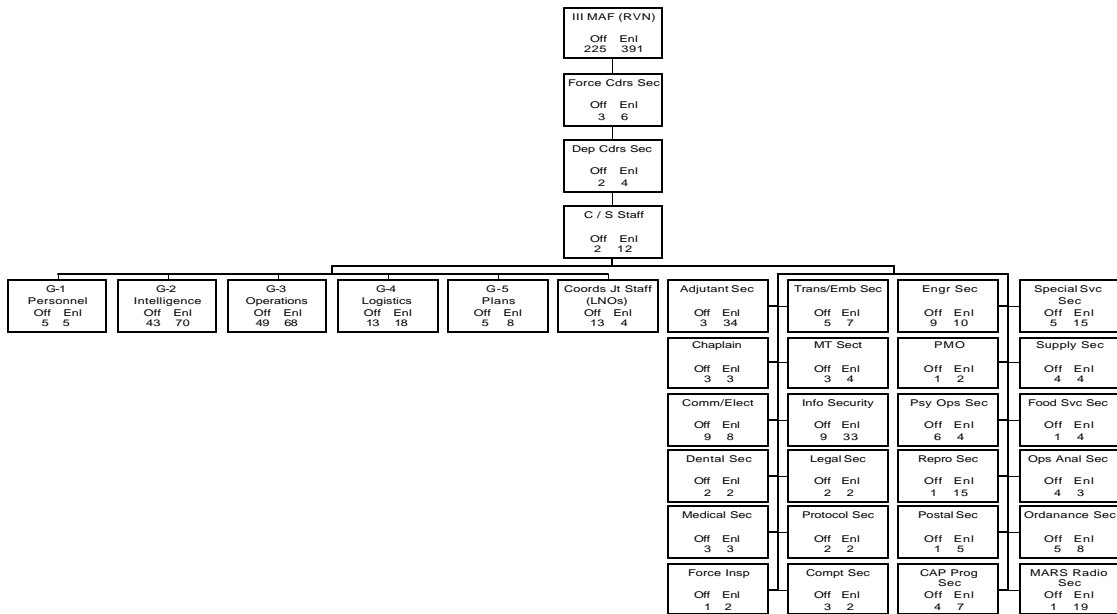 III MAF (RVN)
Off Enl
225 391
Force Cdrs Sec
Off Enl
3 6
Dep Cdrs Sec
Off Enl
2 4
C / S Staff
Off Enl
2 12
G-1
Personnel
Off Enl
5 5
G-2
Intelligence
Off Enl
43 70
G-3
Operations
Off Enl
49 68
G-4
Logistics
Off Enl
13 18
G-5
Plans
Off Enl
5 8
Coords Jt Staff
(LNOs)
Off Enl
13 4
Adjutant Sec
Off Enl
3 34
Trans/Emb Sec
Off Enl
5 7
Engr Sec
Off Enl
9 10
Special Svc
Sec
Off Enl
5 15
Chaplain
Off Enl
3 3
MT Sect
Off Enl
3 4
PMO
Off Enl
1 2
Supply Sec
Off Enl
4 4
Comm/Elect
Off Enl
9 8
Info Security
Off Enl
9 33
Psy Ops Sec
Off Enl
6 4
Food Svc Sec
Off Enl
1 4
Dental Sec
Off Enl
2 2
Legal Sec
Off Enl
2 2
Repro Sec
Off Enl
1 15
Ops Anal Sec
Off Enl
4 3
Medical Sec
Off Enl
3 3
Protocol Sec
Off Enl
2 2
Postal Sec
Off Enl
1 5
Ordanance Sec
Off Enl
5 8
Force Insp
Off Enl
1 2
Compt Sec
Off Enl
3 2
CAP Prog
Sec
Off Enl
4 7
MARS Radio
Sec
Off Enl
1 19